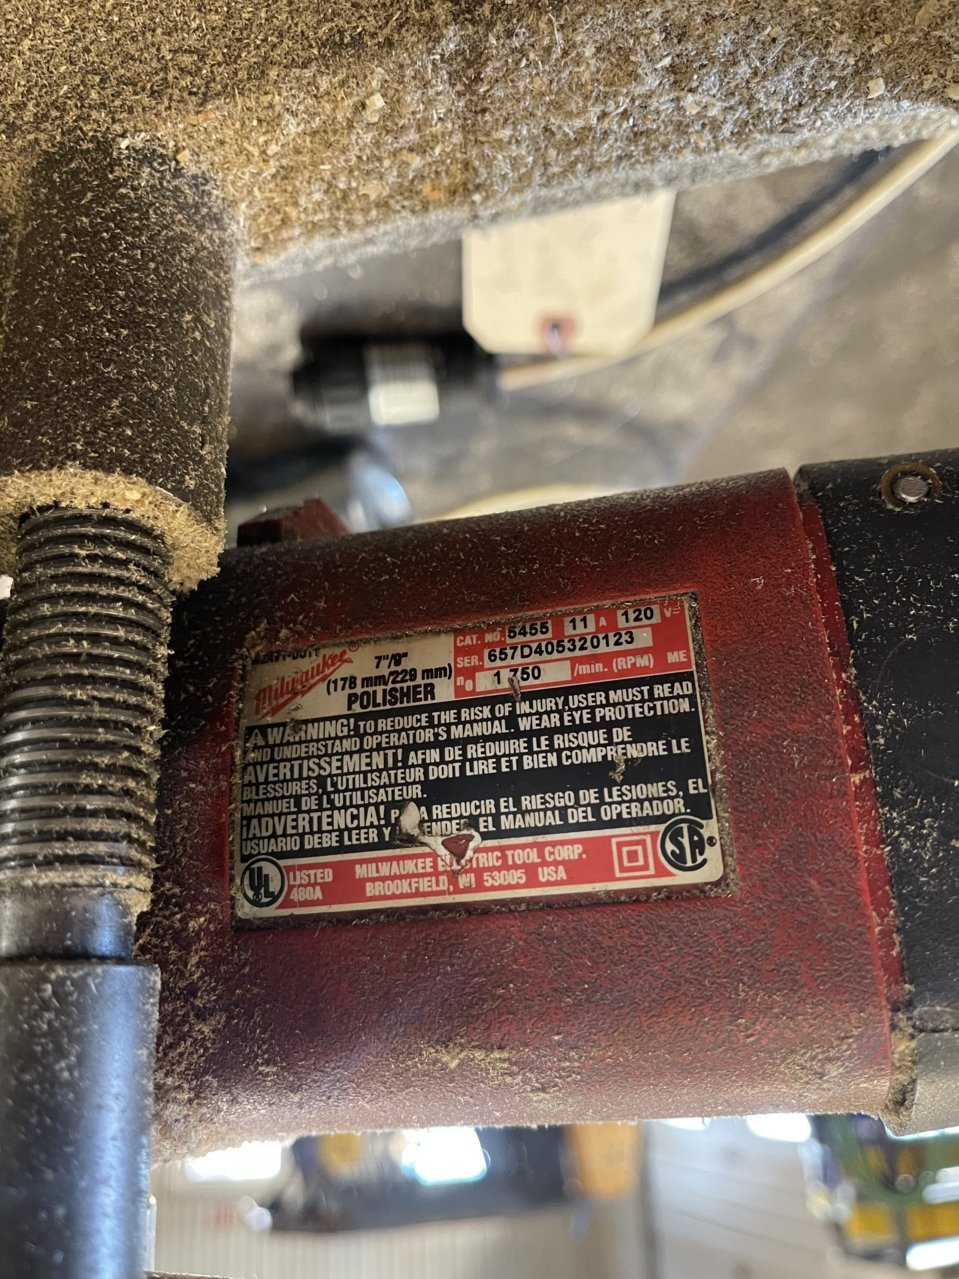 Milwaukee®
7"/9"
(178 mm/229 mm)
POLISHER
CAT. NO. 5455 11 A 120 V
SER. 657D405320123
n0 1 750 /min. (RPM) ME
WARNING! TO REDUCE THE RISK OF INJURY, USER MUST READ
AND UNDERSTAND OPERATOR'S MANUAL. WEAR EYE PROTECTION.
AVERTISSEMENT! AFIN DE RÉDUIRE LE RISQUE DE
BLESSURES, L'UTILISATEUR DOIT LIRE ET BIEN COMPRENDRE LE
MANUEL DE L'UTILISATEUR.
¡ADVERTENCIA! REDUCIR EL RIESGO DE LESIONES, EL
USUARIO DEBE LEER Y EL MANUAL DEL OPERADOR.
UL
LISTED
480A
MILWAUKEE ELECTRIC TOOL CORP.
BROOKFIELD, WI 53005 USA
SA®